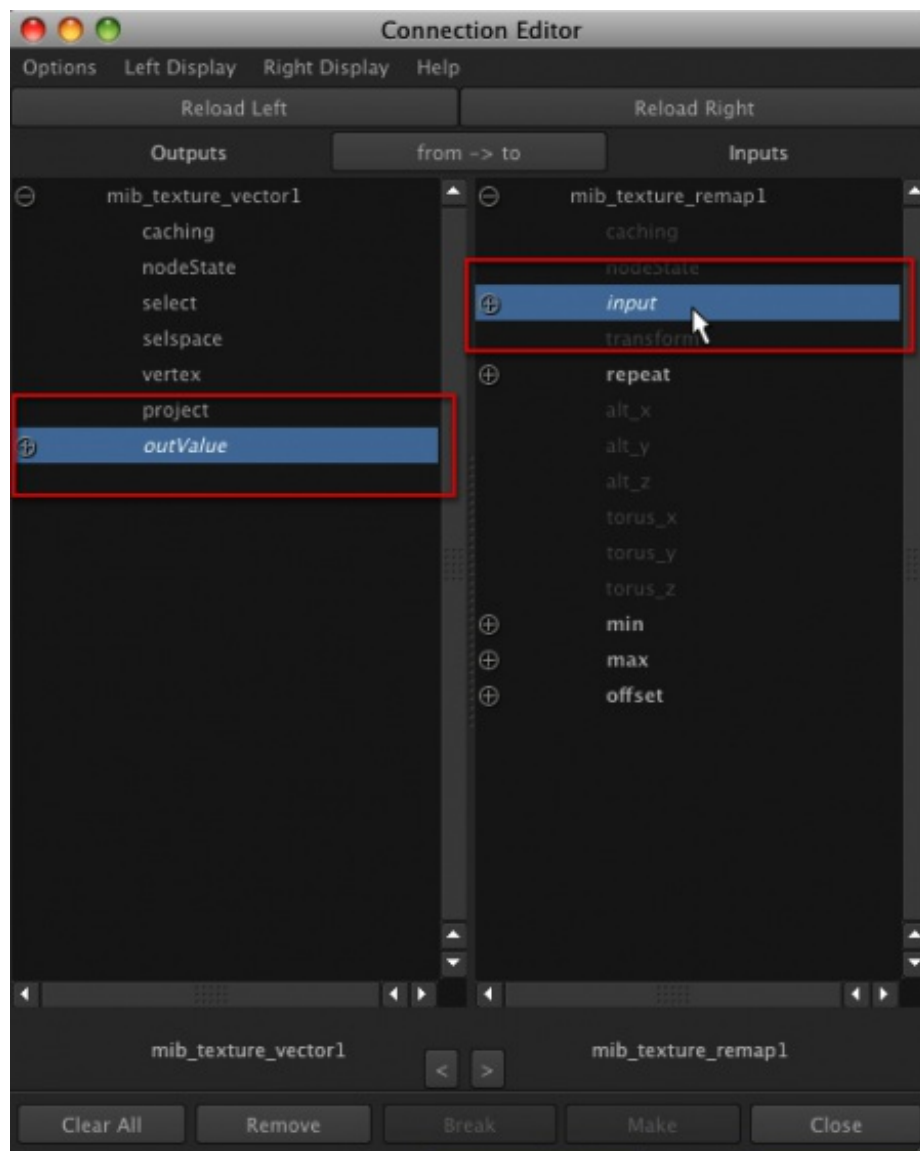 Connection Editor
Options Left Display Right Display Help
Reload Left Reload Right
Outputs from -> to Inputs
mib_texture_vector1
caching
nodeState
select
selspace
vertex
project
outValue
mib_texture_remap1
caching
nodeState
input
transform
repeat
alt_x
alt_y
alt_z
torus_x
torus_y
torus_z
min
max
offset
mib_texture_vector1 < > mib_texture_remap1
Clear All Remove Break Make Close